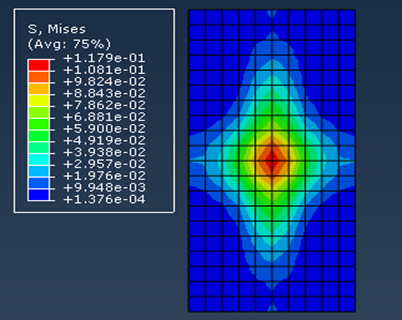 S, Mises
(Avg: 75%)
+1.179e-01
+1.081e-01
+9.824e-02
+8.843e-02
+7.862e-02
+6.881e-02
+5.900e-02
+4.919e-02
+3.938e-02
+2.957e-02
+1.976e-02
+9.948e-03
+1.376e-04